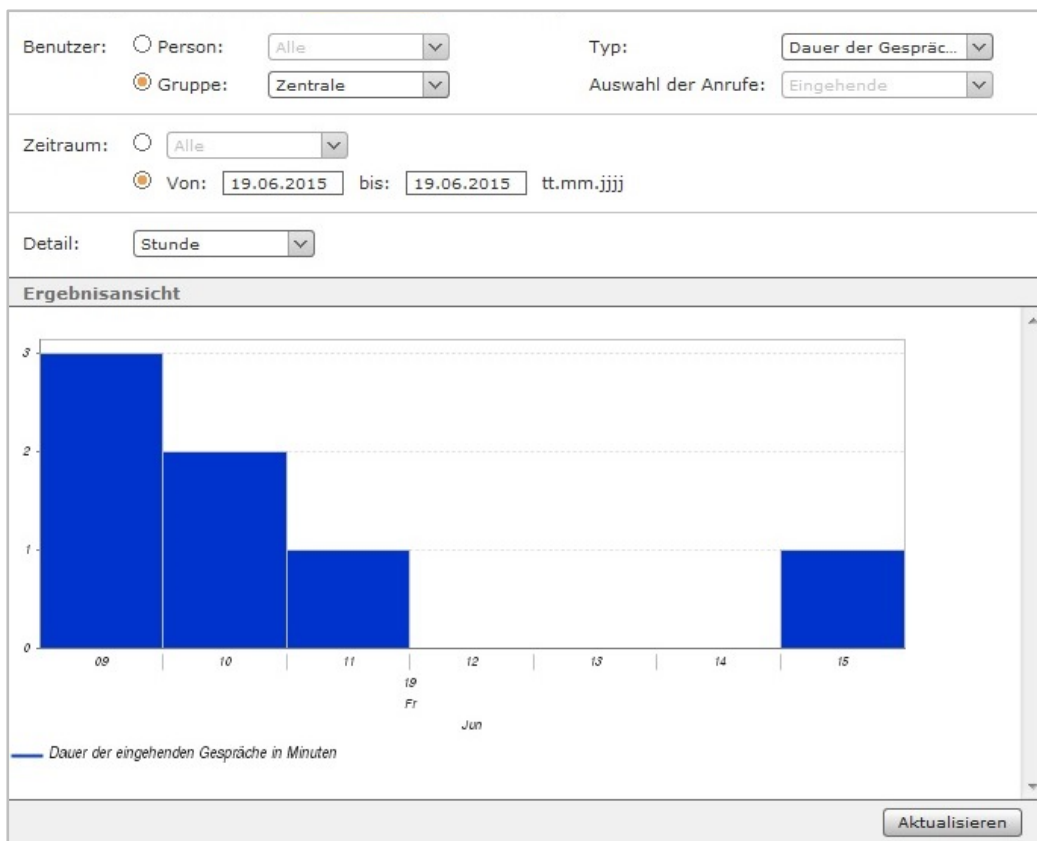 Benutzer: Person: Alle Typ: Dauer der Gespräc...
Gruppe: Zentrale Auswahl der Anrufe: Eingehende
Zeitraum: Alle
Von: 19.06.2015 bis: 19.06.2015 tt.mm.jjjj
Detail: Stunde
Ergebnisansicht
3
2
1
0
09 10 11 12 13 14 15
19
Fr
Jun
Dauer der eingehenden Gespräche in Minuten
Aktualisieren